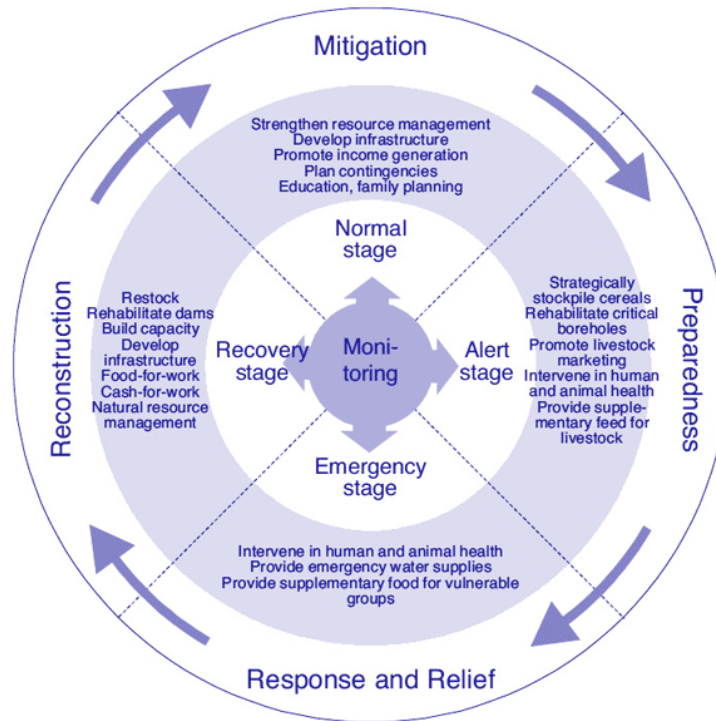 Mitigation
Strengthen resource management
Develop infrastructure
Promote income generation
Plan contingencies
Education, family planning
Normal
stage
Reconstruction
Restock
Rehabilitate dams
Build capacity
Develop
infrastructure
Food-for-work
Cash-for-work
Natural resource
management
Recovery
stage
Moni-
toring
Alert
stage
Strategically
stockpile cereals
Rehabilitate critical
boreholes
Promote livestock
marketing
Intervene in human
and animal health
Provide supple-
mentary feed for
livestock
Preparedness
Emergency
stage
Intervene in human and animal health
Provide emergency water supplies
Provide supplementary food for vulnerable
groups
Response and Relief